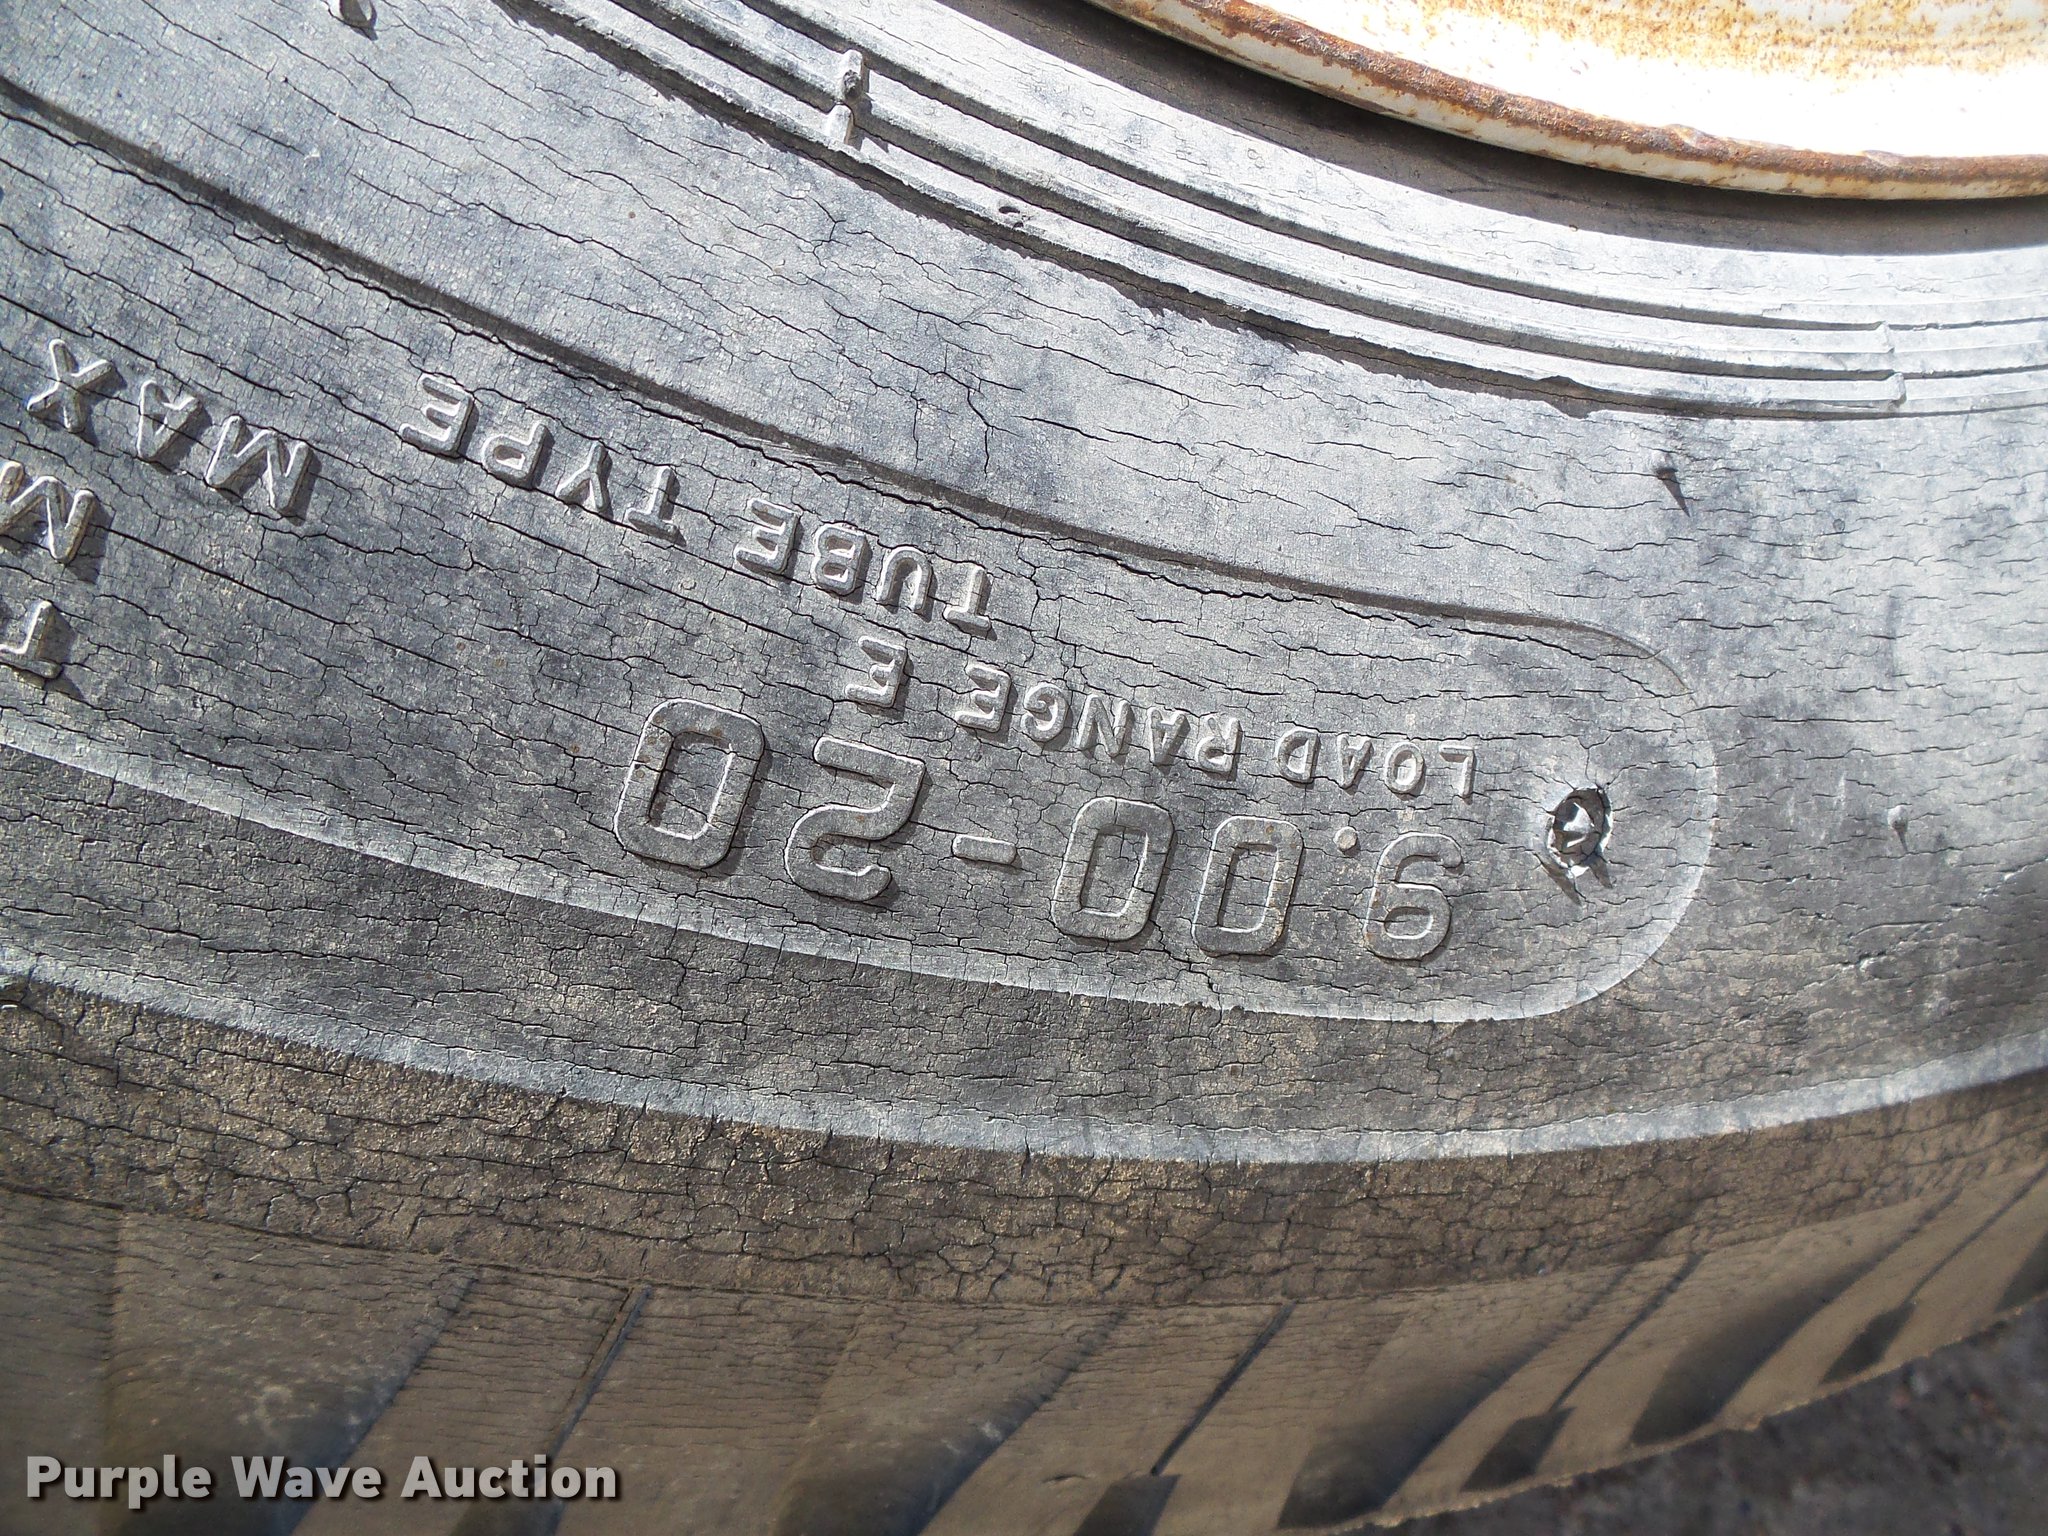 9.00-20
LOAD RANGE E
TUBE TYPE
MAX
Purple Wave Auction